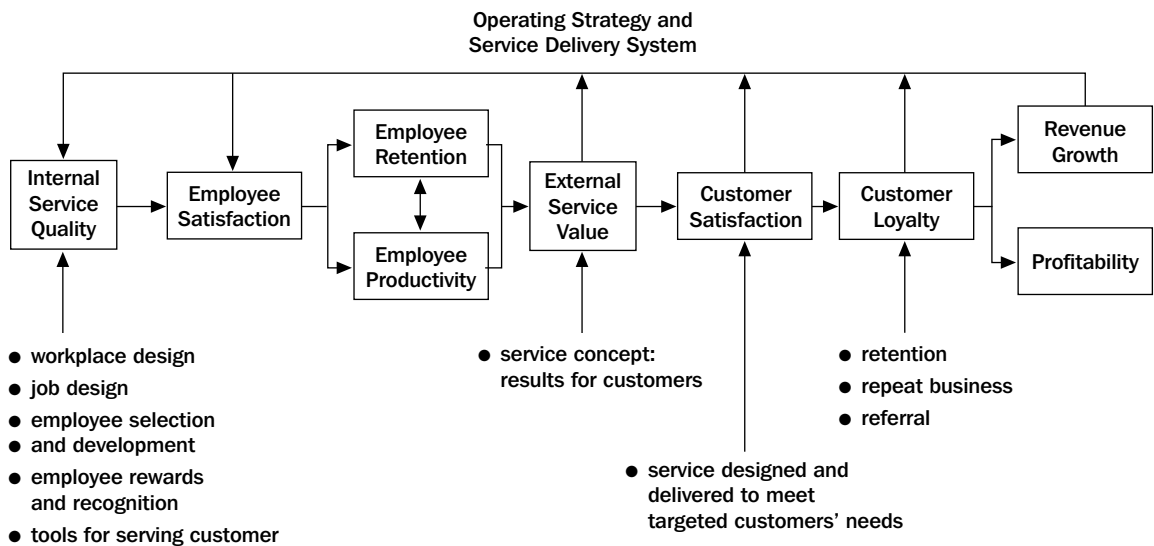 Operating Strategy and
Service Delivery System
Internal
Service
Quality
Employee
Satisfaction
Employee
Retention
Employee
Productivity
External
Service
Value
Customer
Satisfaction
Customer
Loyalty
Revenue
Growth
Profitability
● workplace design
● job design
● employee selection
● and development
● employee rewards
and recognition
● tools for serving customer
● service concept:
results for customers
● service designed and
delivered to meet
targeted customers’ needs
● retention
● repeat business
● referral